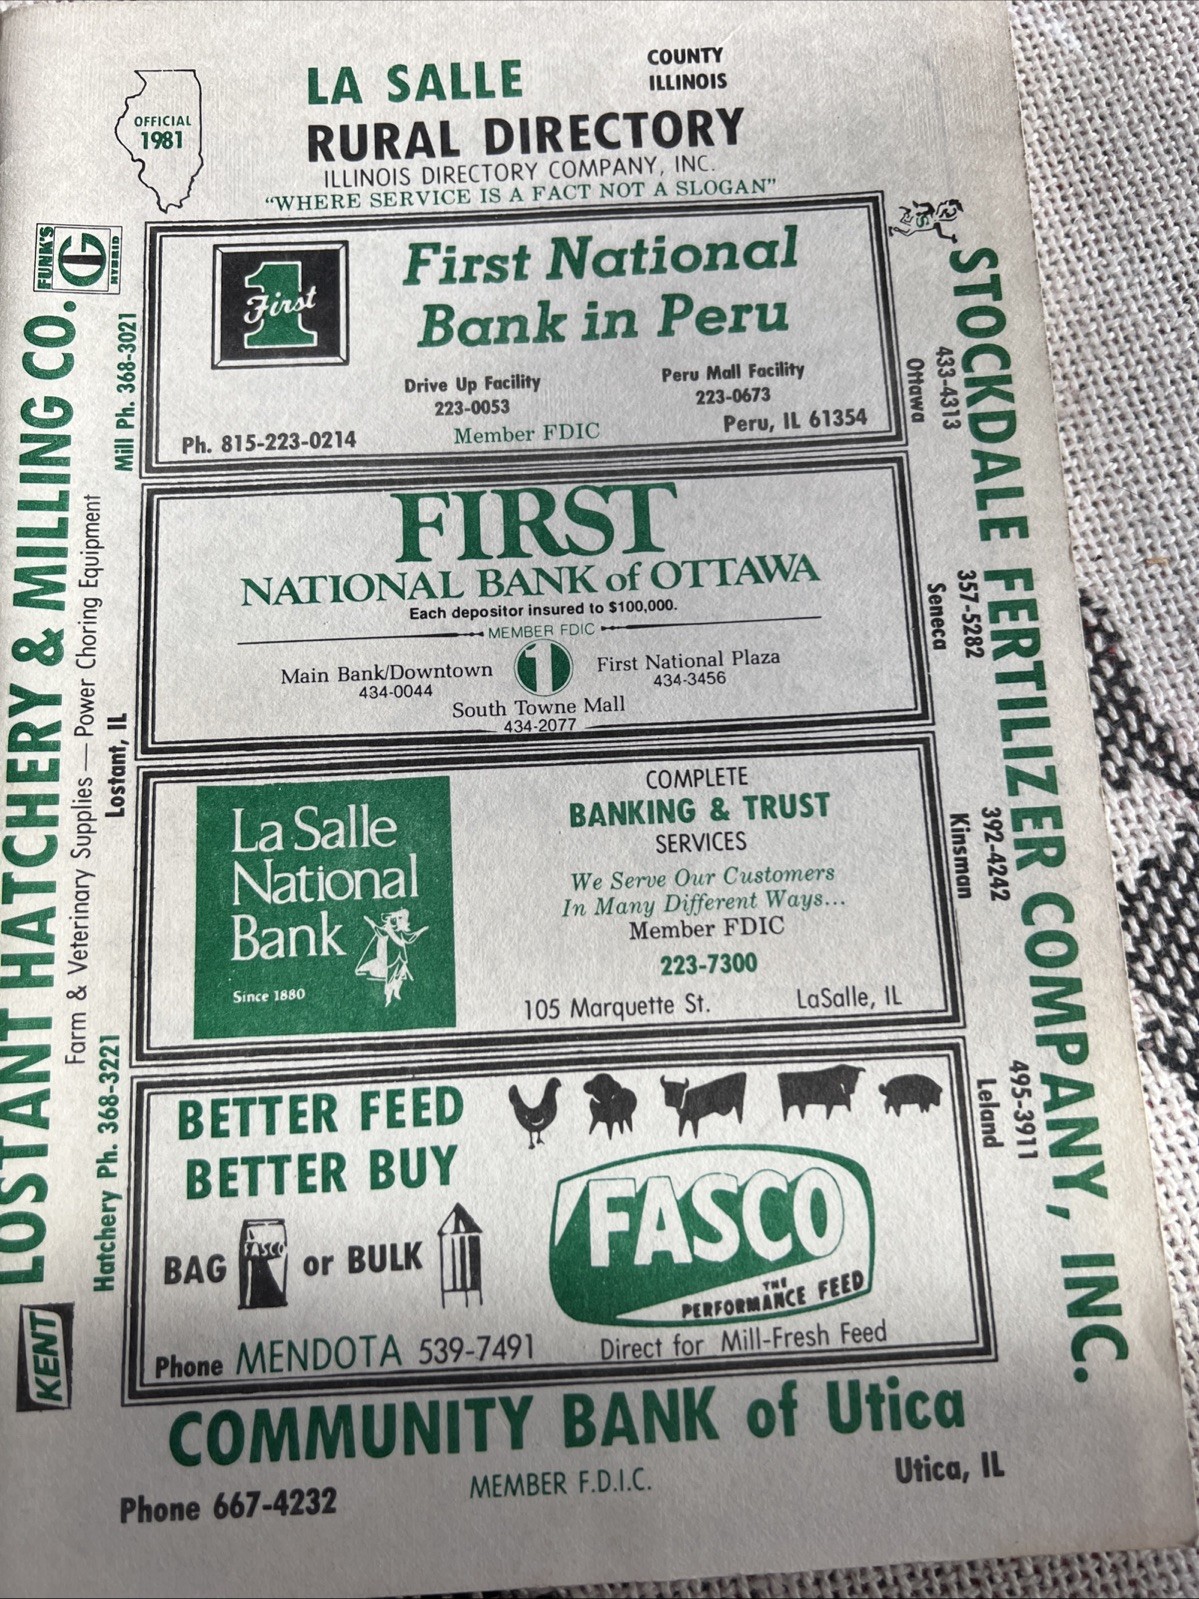 OFFICIAL
1981
LA SALLE
COUNTY
ILLINOIS
RURAL DIRECTORY
ILLINOIS DIRECTORY COMPANY, INC.
"WHERE SERVICE IS A FACT NOT A SLOGAN"
FUNK'S
G
HYBRID
LOSTANT HATCHERY & MILLING CO.
Mill Ph. 368-3021
Farm & Veterinary Supplies — Power Choring Equipment
Lostant, IL
Hatchery Ph. 368-3221
KENT
1
First
First National
Bank in Peru
Drive Up Facility
223-0053
Peru Mall Facility
223-0673
Ph. 815-223-0214
Member FDIC
Peru, IL 61354
FIRST
NATIONAL BANK of OTTAWA
Each depositor insured to $100,000.
MEMBER FDIC
Main Bank/Downtown
434-0044
1
First National Plaza
434-3456
South Towne Mall
434-2077
La Salle
National
Bank
Since 1880
COMPLETE
BANKING & TRUST
SERVICES
We Serve Our Customers
In Many Different Ways...
Member FDIC
223-7300
105 Marquette St.
LaSalle, IL
BETTER FEED
BETTER BUY
BAG
FASCO
or BULK
FASCO
THE
PERFORMANCE FEED
Phone MENDOTA 539-7491
Direct for Mill-Fresh Feed
STOCKDALE FERTILIZER COMPANY, INC.
433-4313
Ottawa
357-5282
Seneca
392-4242
Kinsman
495-3911
Leland
COMMUNITY BANK of Utica
MEMBER F.D.I.C.
Utica, IL
Phone 667-4232